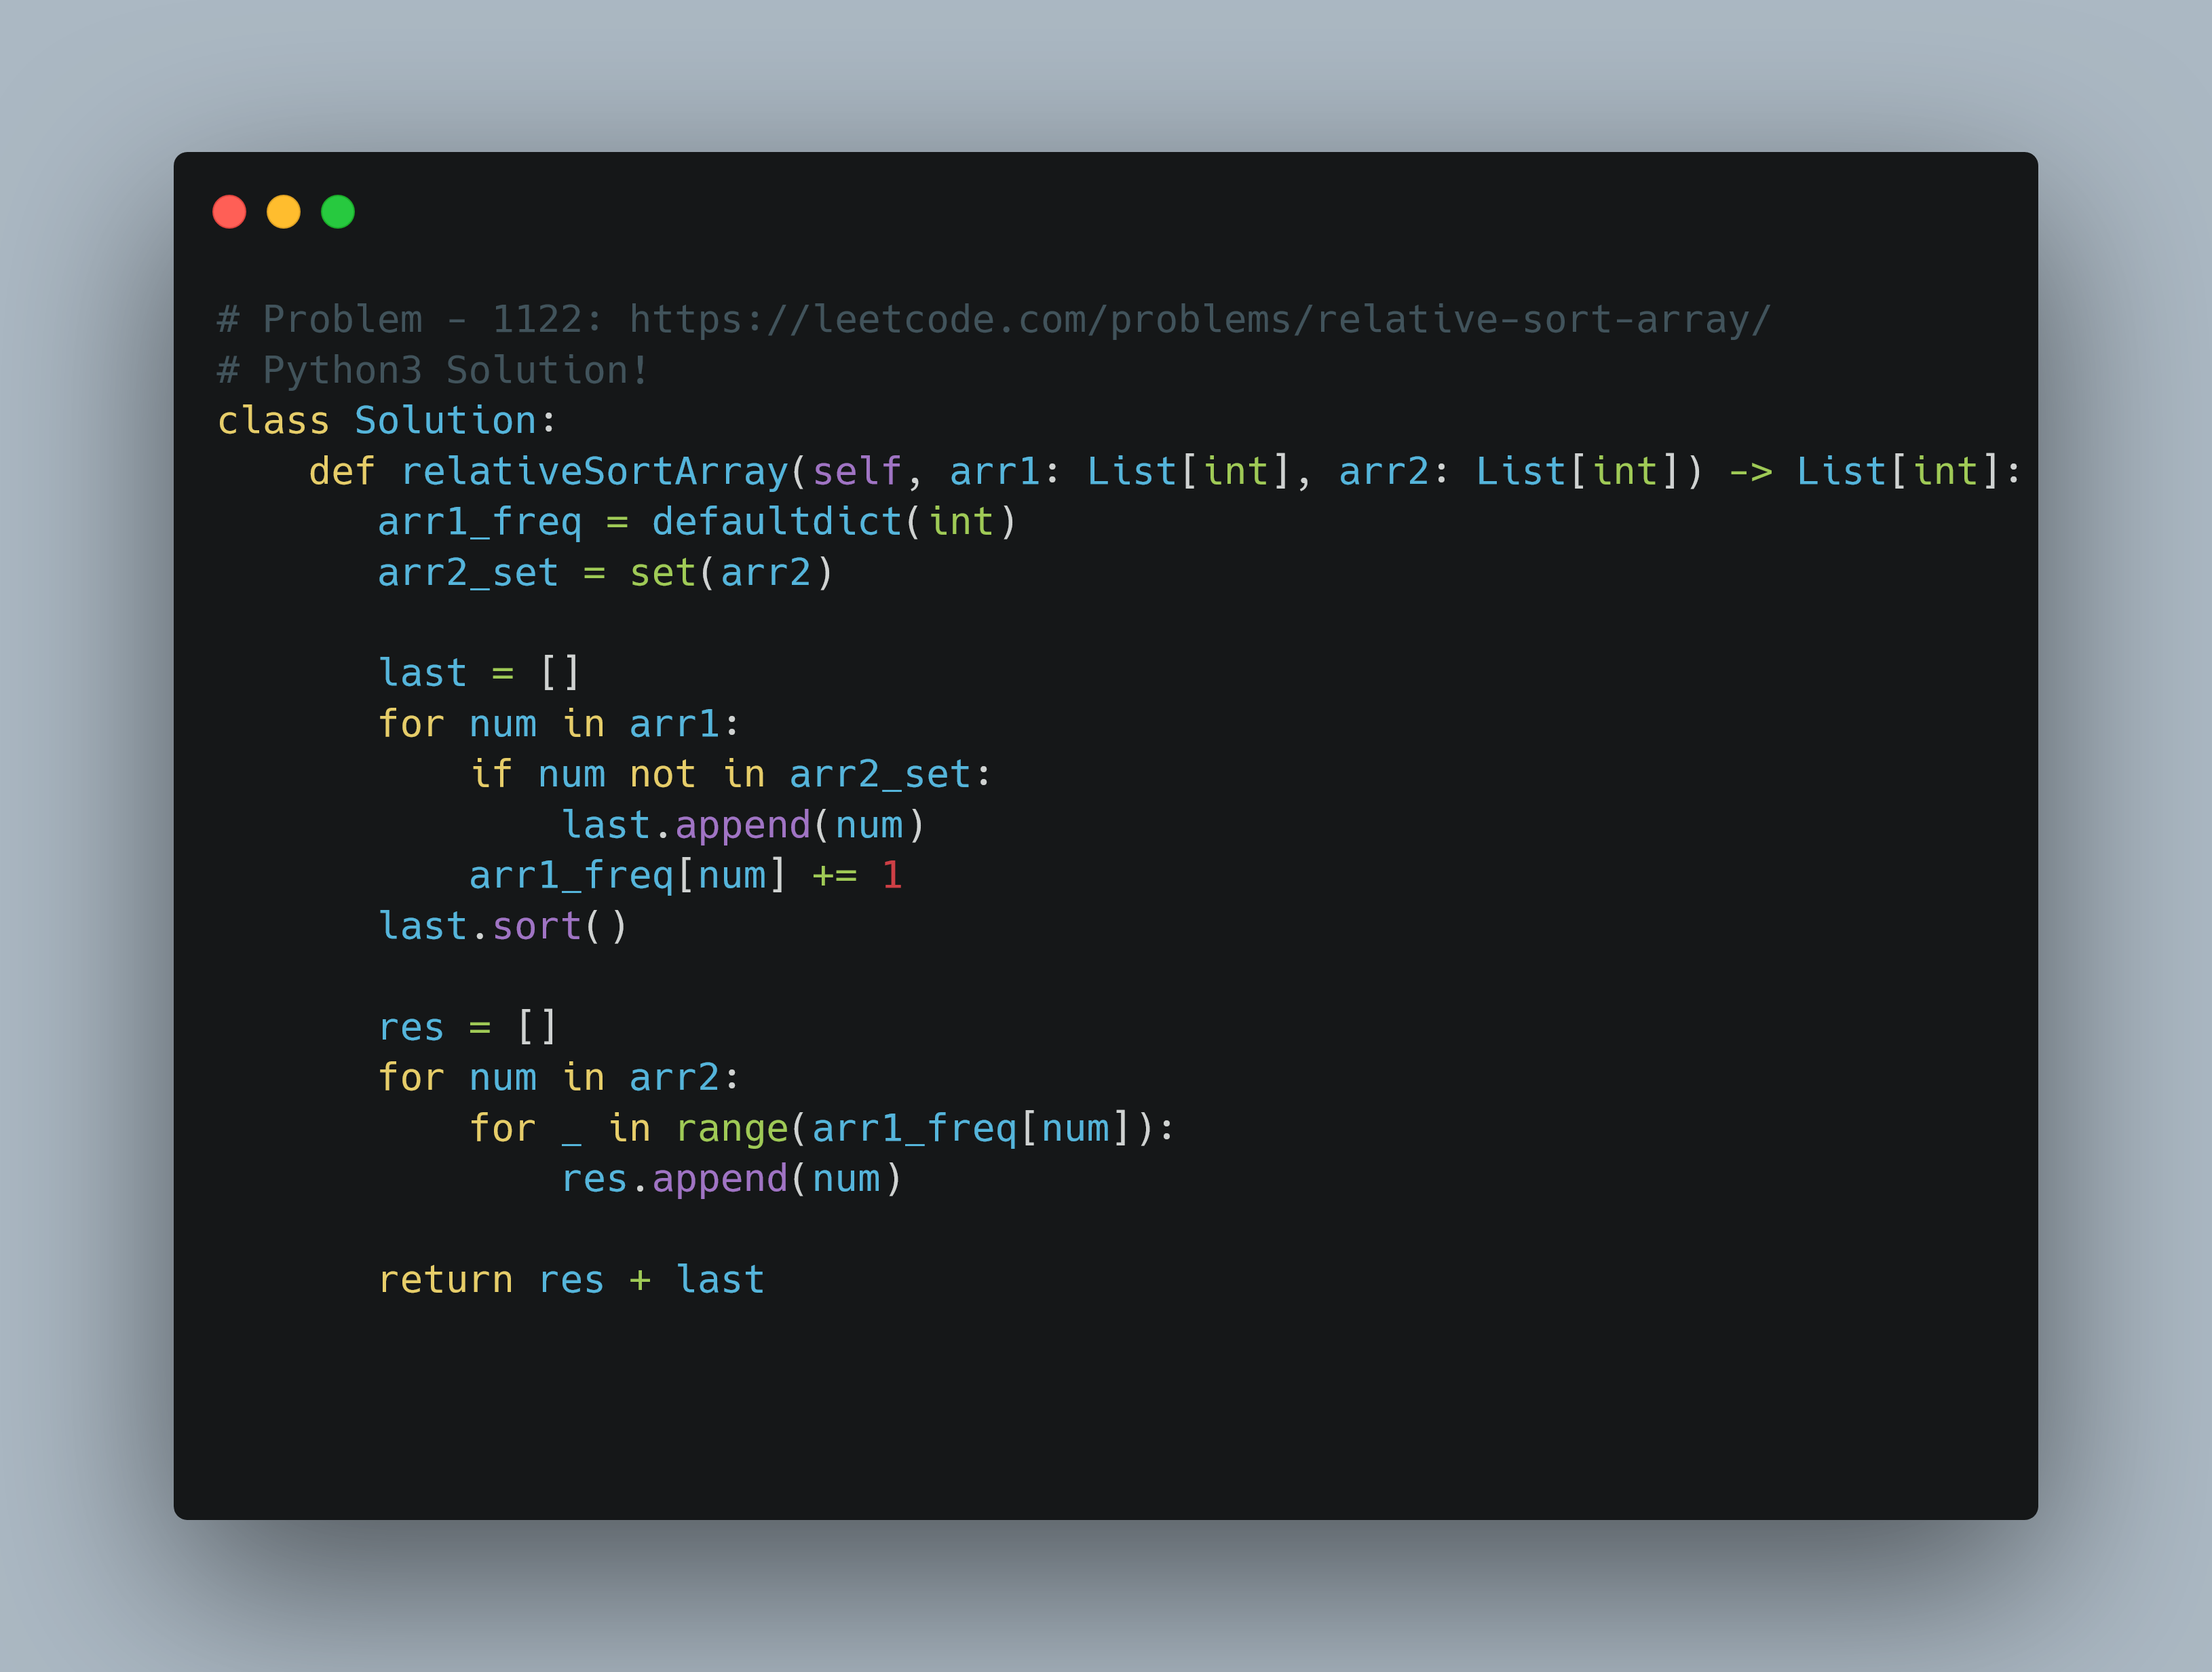 # Problem - 1122: https://leetcode.com/problems/relative-sort-array/
# Python3 Solution!
class Solution:
    def relativeSortArray(self, arr1: List[int], arr2: List[int]) -> List[int]:
       arr1_freq = defaultdict(int)
       arr2_set = set(arr2)

       last = []
       for num in arr1:
           if num not in arr2_set:
               last.append(num)
           arr1_freq[num] += 1
       last.sort()

       res = []
       for num in arr2:
           for _ in range(arr1_freq[num]):
               res.append(num)

       return res + last